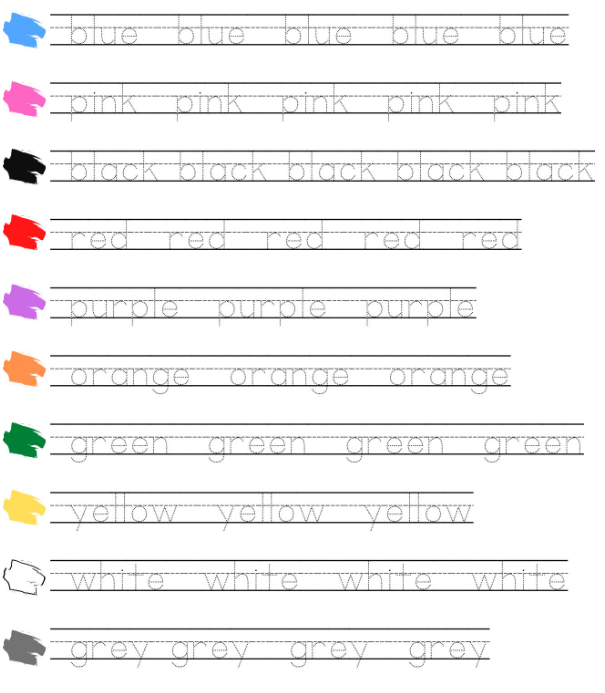 blue blue blue blue blue
pink pink pink pink pink
black black black black black
red red red red red
purple purple purple
orange orange orange
green green green green
yellow yellow yellow
white white white white
grey grey grey grey